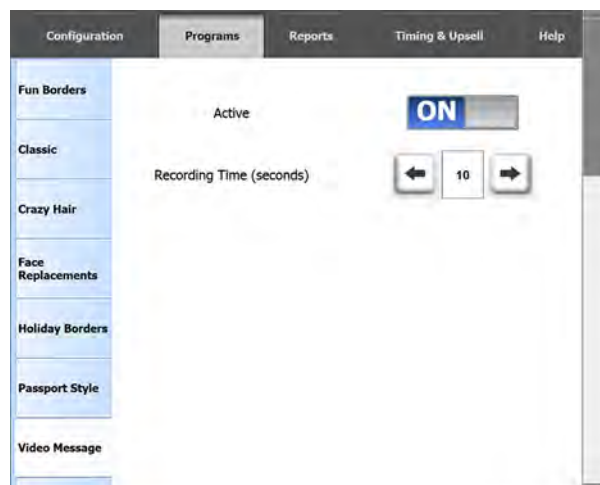 Configuration Programs Reports Timing & Upsell Help
Fun Borders
Active ON
Classic
Recording Time (seconds) 10
Crazy Hair
Face
Replacements
Holiday Borders
Passport Style
Video Message